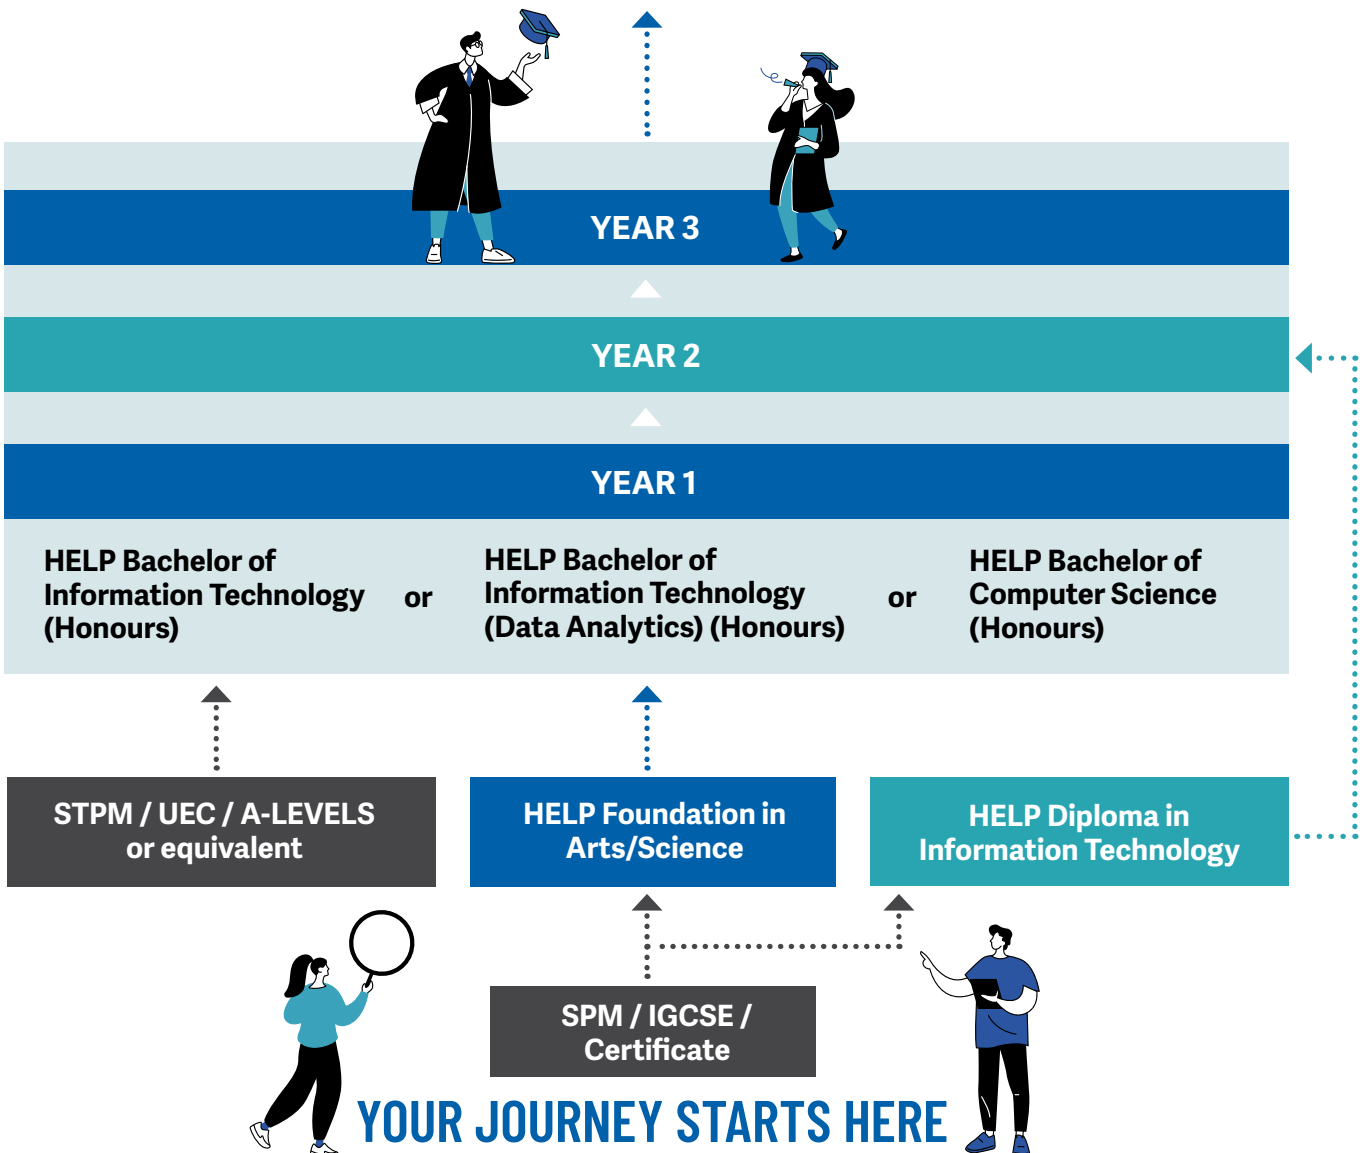 YEAR 3
YEAR 2
YEAR 1
HELP Bachelor of
Information Technology
(Honours)
or
HELP Bachelor of
Information Technology
(Data Analytics) (Honours)
or
HELP Bachelor of
Computer Science
(Honours)
STPM / UEC / A-LEVELS
or equivalent
HELP Foundation in
Arts/Science
HELP Diploma in
Information Technology
SPM / IGCSE /
Certificate
YOUR JOURNEY STARTS HERE